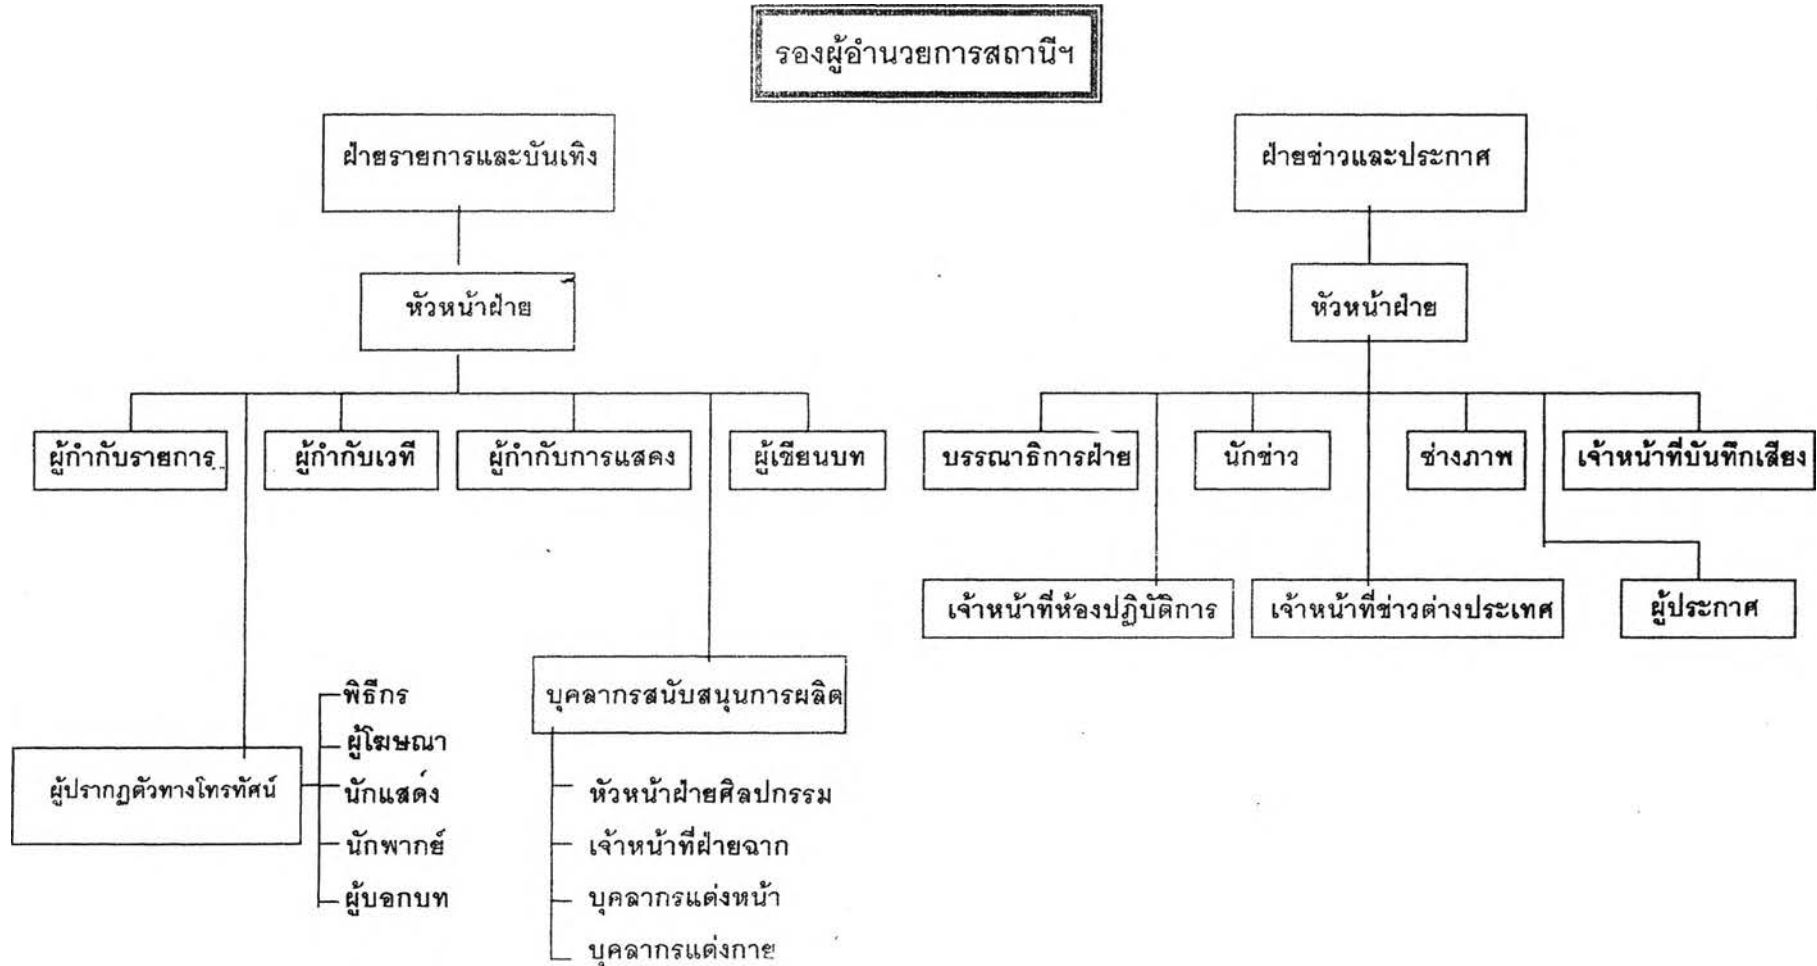 รองผู้อำนวยการสถานีฯ
ฝ่ายรายการและบันเทิง
ฝ่ายข่าวและประกาศ
หัวหน้าฝ่าย
หัวหน้าฝ่าย
ผู้กำกับรายการ
ผู้กำกับเวที
ผู้กำกับการแสดง
ผู้เขียนบท
บรรณาธิการฝ่าย
นักข่าว
ช่างภาพ
เจ้าหน้าที่บันทึกเสียง
เจ้าหน้าที่ห้องปฏิบัติการ
เจ้าหน้าที่ข่าวต่างประเทศ
ผู้ประกาศ
ผู้ปรากฏตัวทางโทรทัศน์
พิธีกร
ผู้โฆษณา
นักแสดง
นักพากย์
ผู้บอกบท
บุคลากรสนับสนุนการผลิต
หัวหน้าฝ่ายศิลปกรรม
เจ้าหน้าที่ฝ่ายฉาก
บุคลากรแต่งหน้า
บุคลากรแต่งกาย